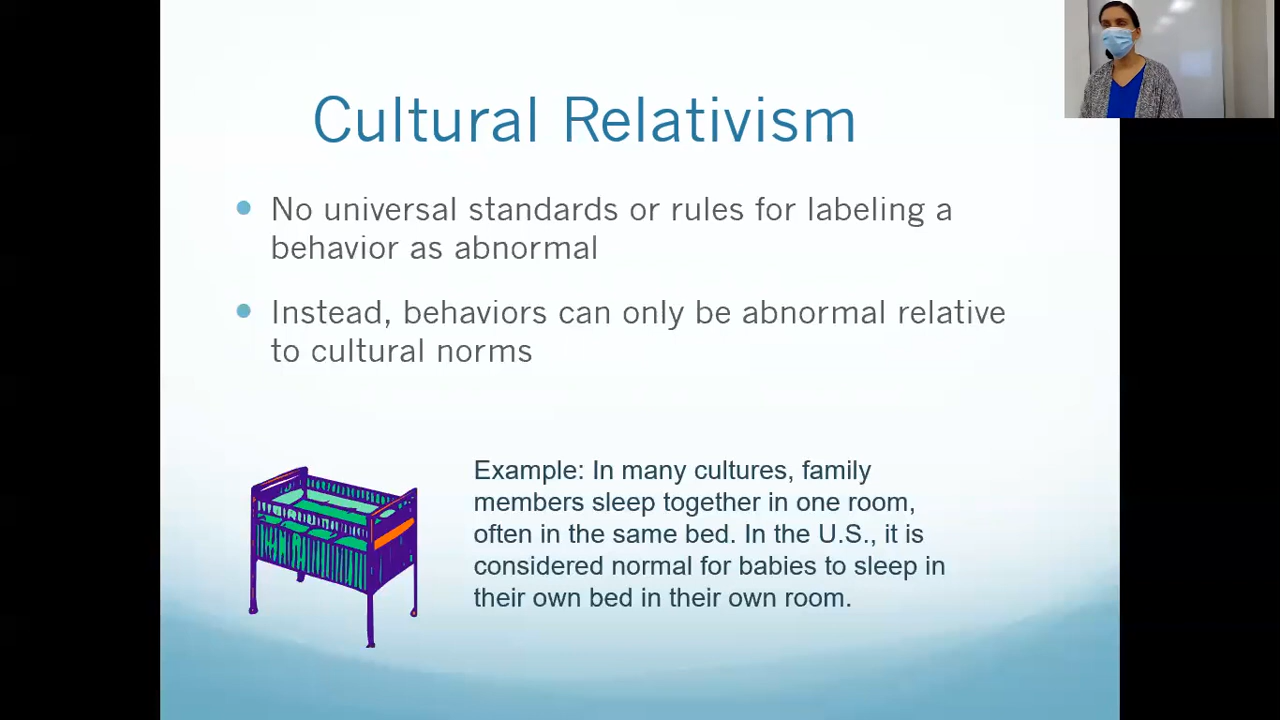 Cultural Relativism
No universal standards or rules for labeling a
behavior as abnormal
Instead, behaviors can only be abnormal relative
to cultural norms
Example: In many cultures, family
members sleep together in one room,
often in the same bed. In the U.S., it is
considered normal for babies to sleep in
their own bed in their own room.